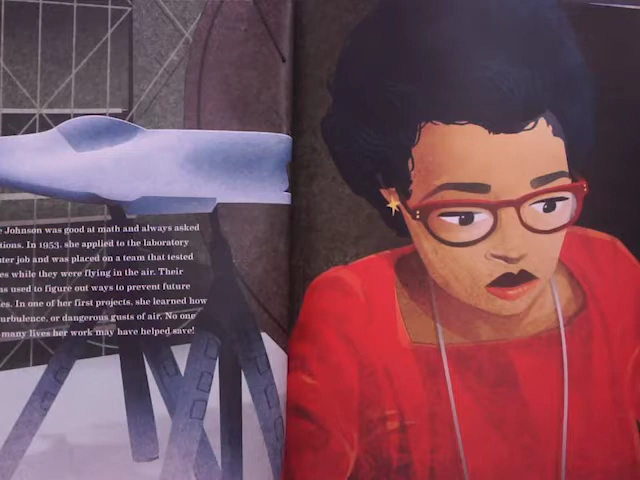 e Johnson was good at math and always asked
tions. In 1953, she applied to the laboratory
ter job and was placed on a team that tested
es while they were flying in the air. Their
s used to figure out ways to prevent future
es. In one of her first projects, she learned how
urbulence, or dangerous gusts of air. No one
many lives her work may have helped save!